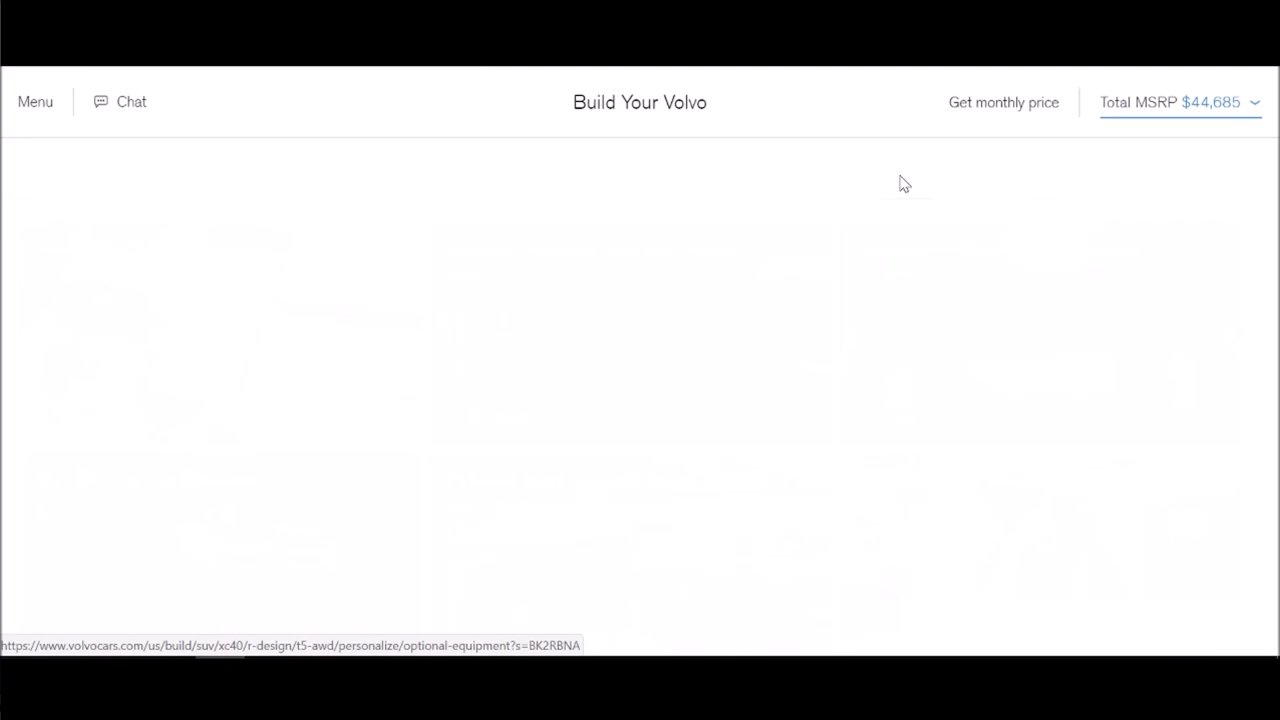 Menu
Chat
Build Your Volvo
Get monthly price
Total MSRP $44,685
https://www.volvocars.com/us/build/suv/xc40/r-design/t5-awd/personalize/optional-equipment?s=BK2RBNA